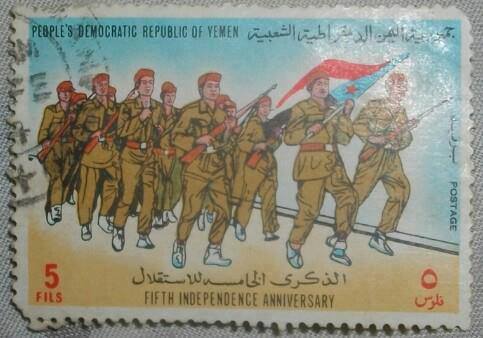 PEOPLE'S DEMOCRATIC REPUBLIC OF YEMEN جمهورية اليمن الديمقراطية الشعبية
بريد
POSTAGE
الذكرى الخامسة للاستقلال
5 FIFTH INDEPENDENCE ANNIVERSARY ٥
FILS فلوس